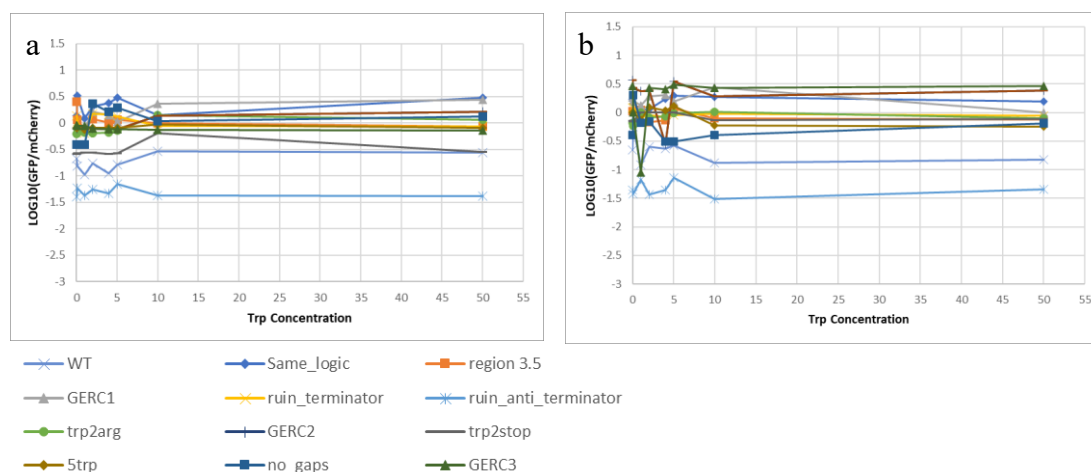 a
1.5
1
0.5
0
-0.5
-1
-1.5
-2
-2.5
-3
LOG10(GFP/mCherry)
0 5 10 15 20 25 30 35 40 45 50 55
Trp Concentration
b
1.5
1
0.5
0
-0.5
-1
-1.5
-2
-2.5
-3
LOG10(GFP/mCherry)
0 5 10 15 20 25 30 35 40 45 50 55
Trp Concentration
WT Same_logic region 3.5
GERC1 ruin_terminator ruin_anti_terminator
trp2arg GERC2 trp2stop
5trp no_gaps GERC3